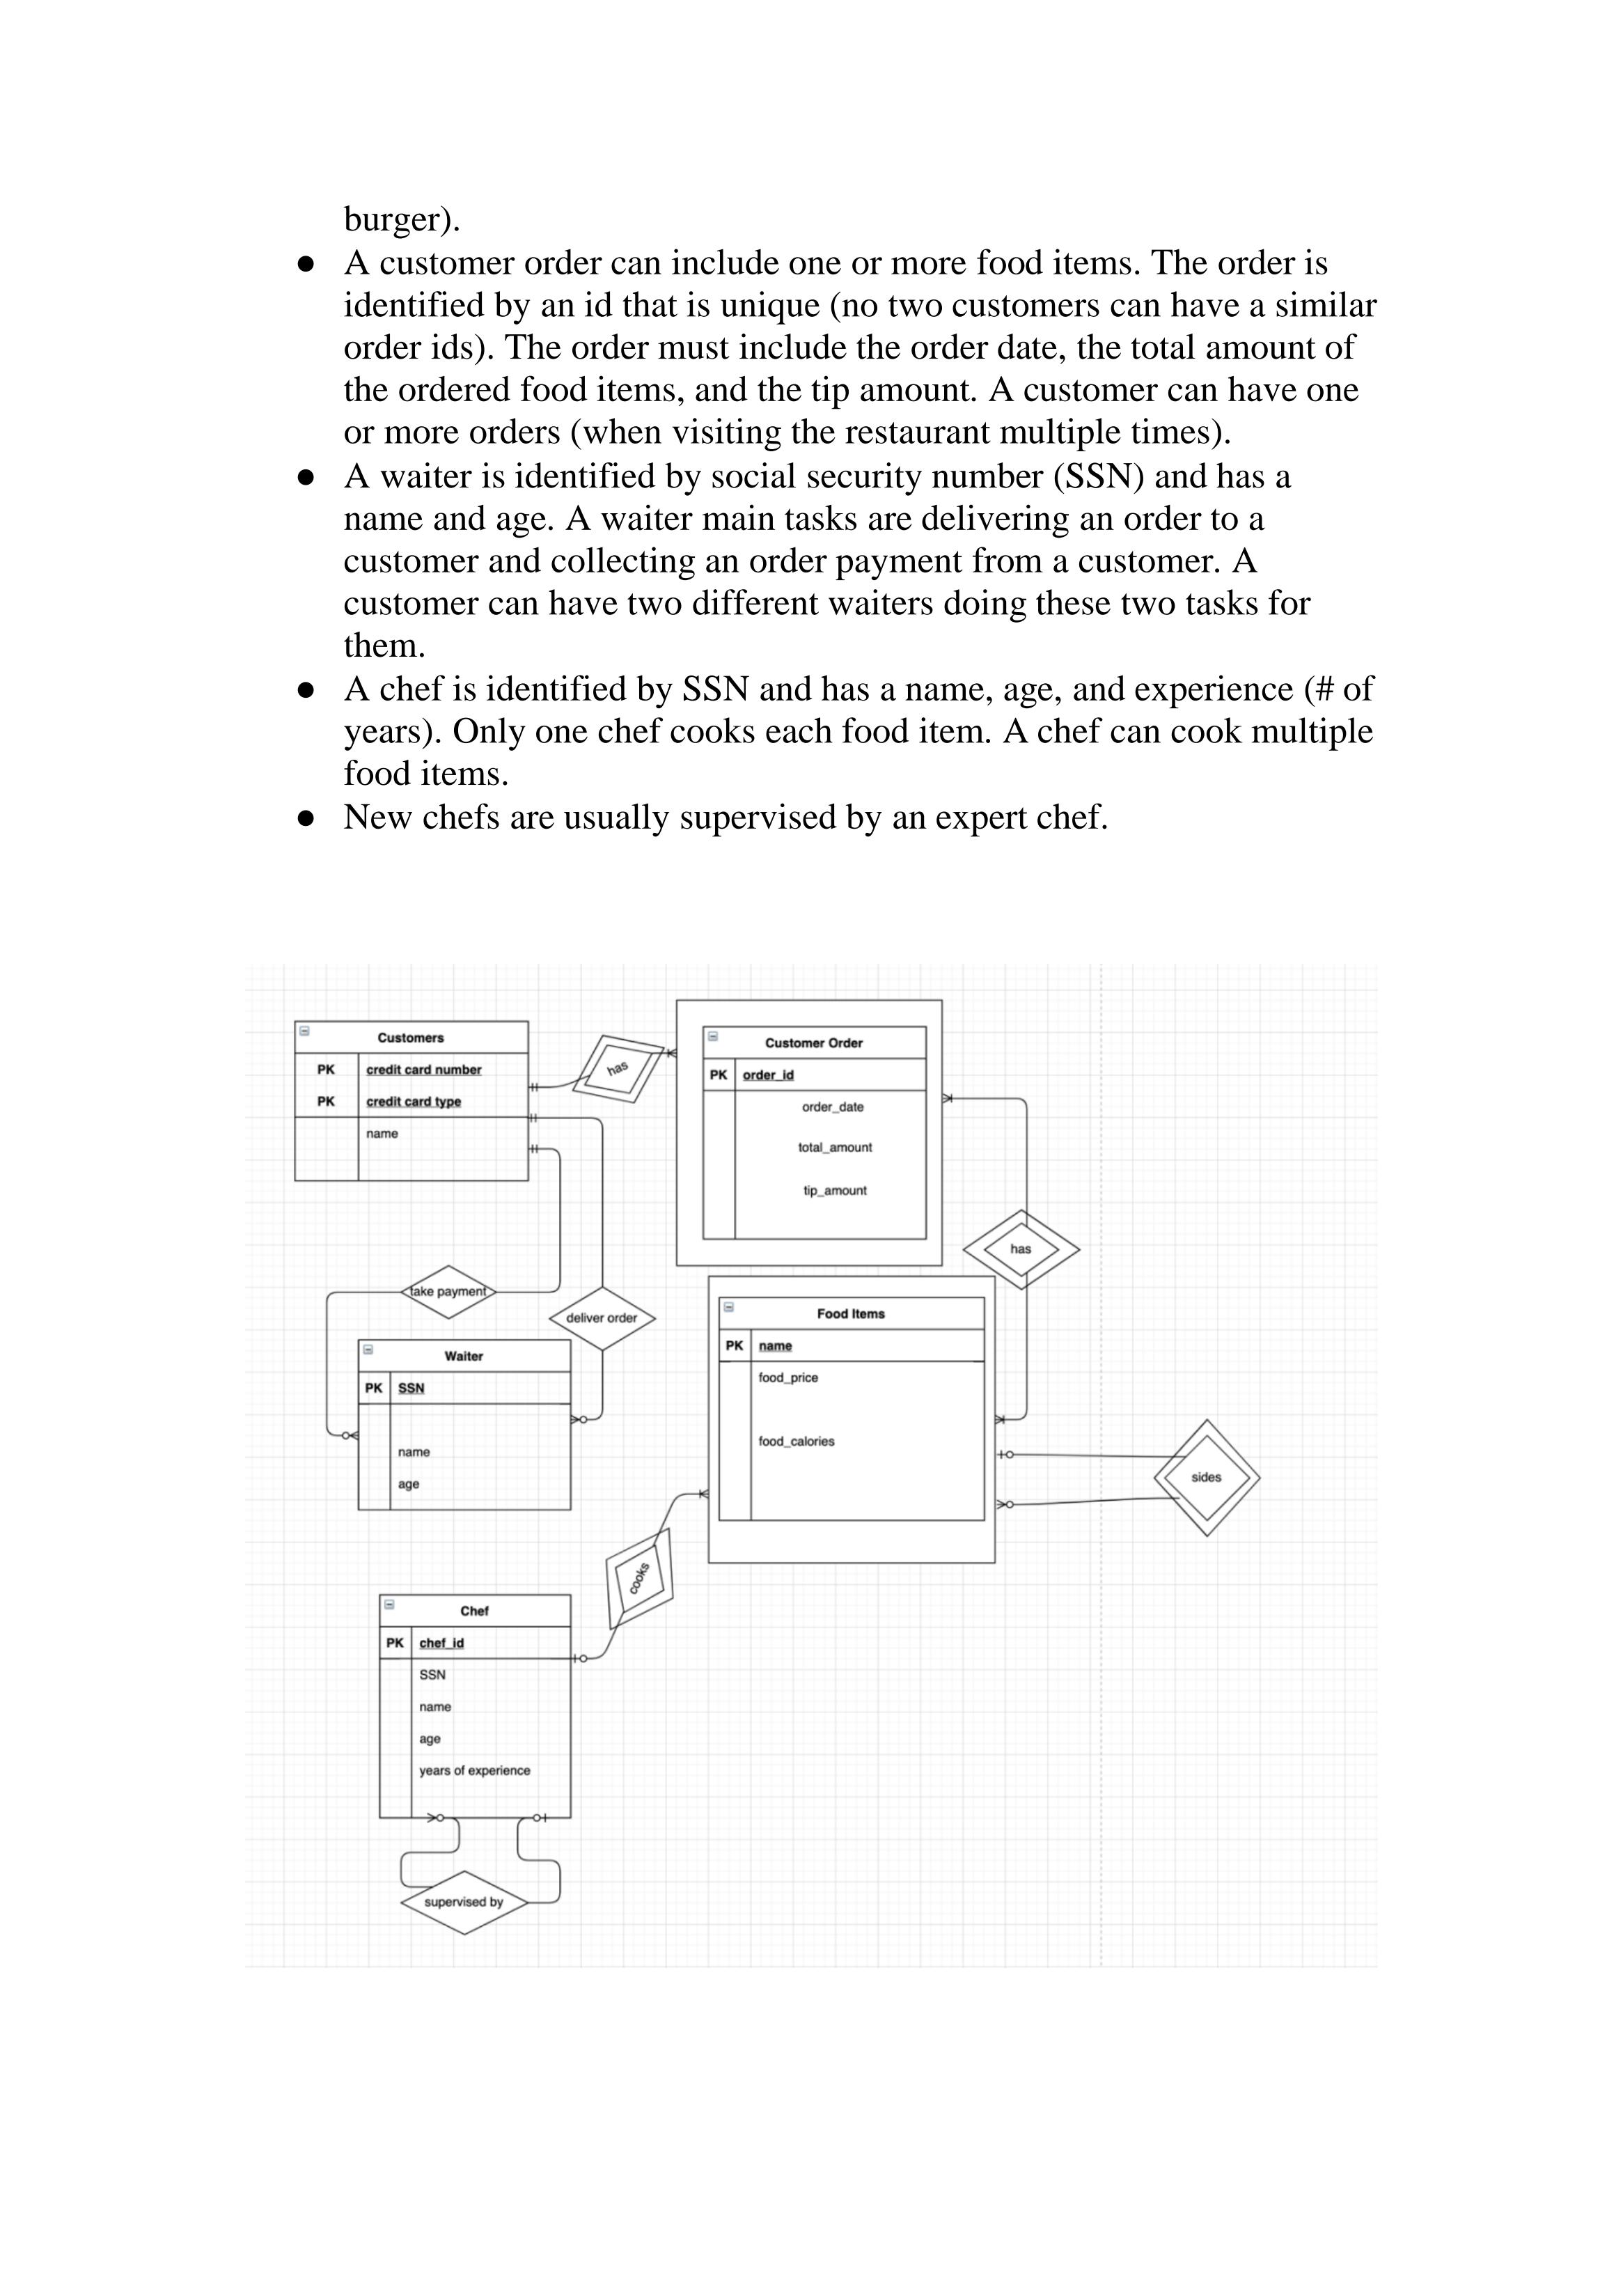 burger).
● A customer order can include one or more food items. The order is
identified by an id that is unique (no two customers can have a similar
order ids). The order must include the order date, the total amount of
the ordered food items, and the tip amount. A customer can have one
or more orders (when visiting the restaurant multiple times).
● A waiter is identified by social security number (SSN) and has a
name and age. A waiter main tasks are delivering an order to a
customer and collecting an order payment from a customer. A
customer can have two different waiters doing these two tasks for
them.
● A chef is identified by SSN and has a name, age, and experience (# of
years). Only one chef cooks each food item. A chef can cook multiple
food items.
● New chefs are usually supervised by an expert chef.
Customers
PK credit card number
PK credit card type
name
has
Customer Order
PK order_id
order_date
total_amount
tip_amount
has
take payment
deliver order
Waiter
PK SSN
name
age
Food Items
PK name
food_price
food_calories
sides
cooks
Chef
PK chef_id
SSN
name
age
years of experience
supervised by